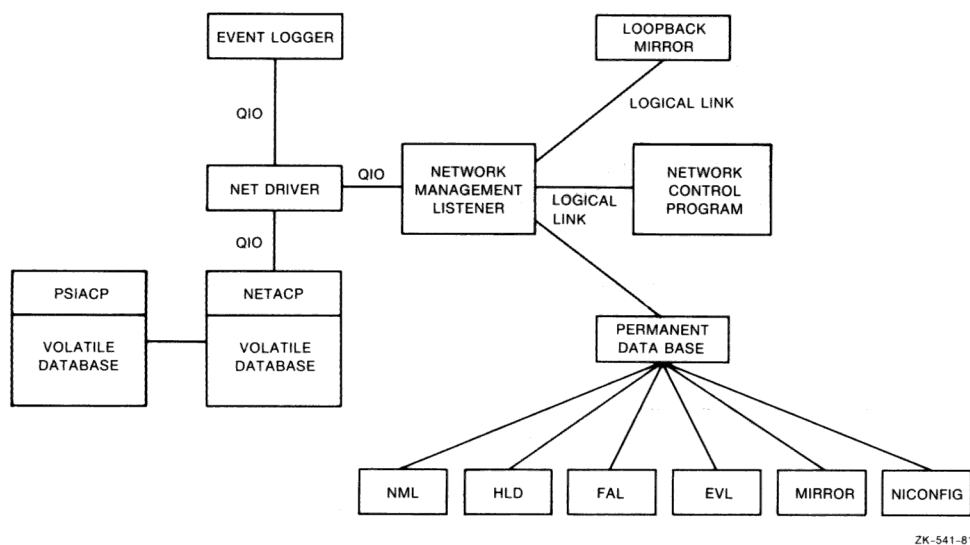 EVENT LOGGER
LOOPBACK
MIRROR
QIO
LOGICAL LINK
NET DRIVER
QIO
NETWORK
MANAGEMENT
LISTENER
LOGICAL
LINK
NETWORK
CONTROL
PROGRAM
QIO
PSIACP
VOLATILE
DATABASE
NETACP
VOLATILE
DATABASE
PERMANENT
DATA BASE
NML
HLD
FAL
EVL
MIRROR
NICONFIG